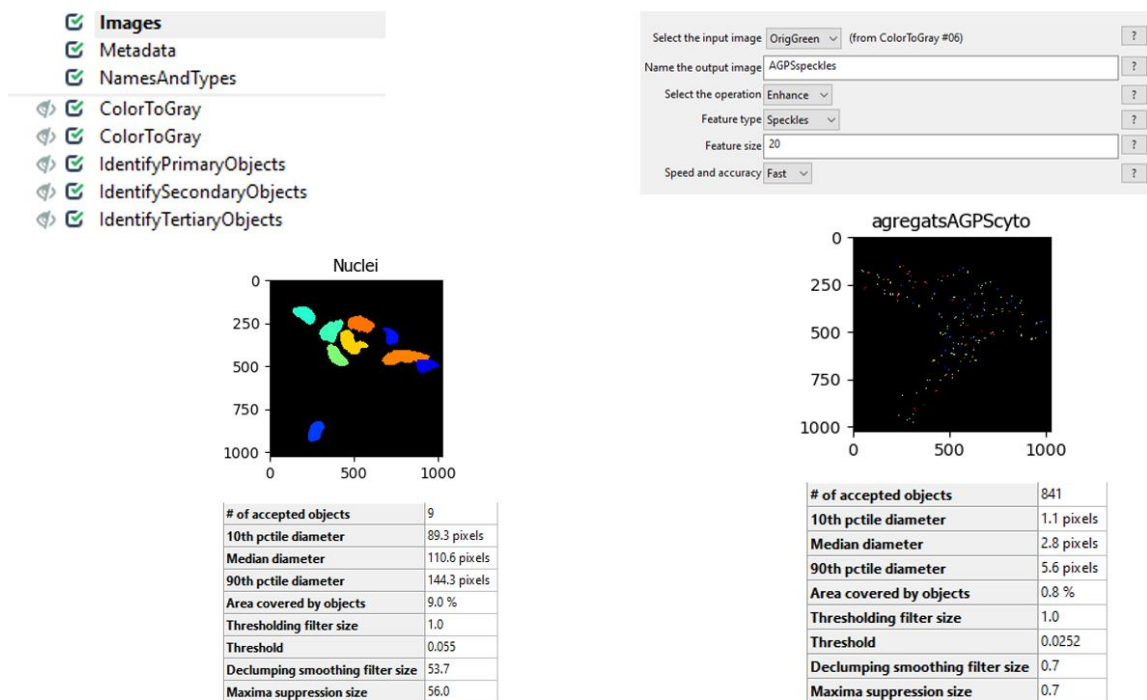 Images
Metadata
NamesAndTypes
ColorToGray
ColorToGray
IdentifyPrimaryObjects
IdentifySecondaryObjects
IdentifyTertiaryObjects
Select the input image OrigGreen (from ColorToGray #06) ?
Name the output image AGPSspeckles ?
Select the operation Enhance ?
Feature type Speckles ?
Feature size 20 ?
Speed and accuracy Fast ?
Nuclei
0
250
500
750
1000
0 500 1000
# of accepted objects 9
10th pctile diameter 89.3 pixels
Median diameter 110.6 pixels
90th pctile diameter 144.3 pixels
Area covered by objects 9.0 %
Thresholding filter size 1.0
Threshold 0.055
Declumping smoothing filter size 53.7
Maxima suppression size 56.0
agregatsAGPScyto
0
250
500
750
1000
0 500 1000
# of accepted objects 841
10th pctile diameter 1.1 pixels
Median diameter 2.8 pixels
90th pctile diameter 5.6 pixels
Area covered by objects 0.8 %
Thresholding filter size 1.0
Threshold 0.0252
Declumping smoothing filter size 0.7
Maxima suppression size 0.7